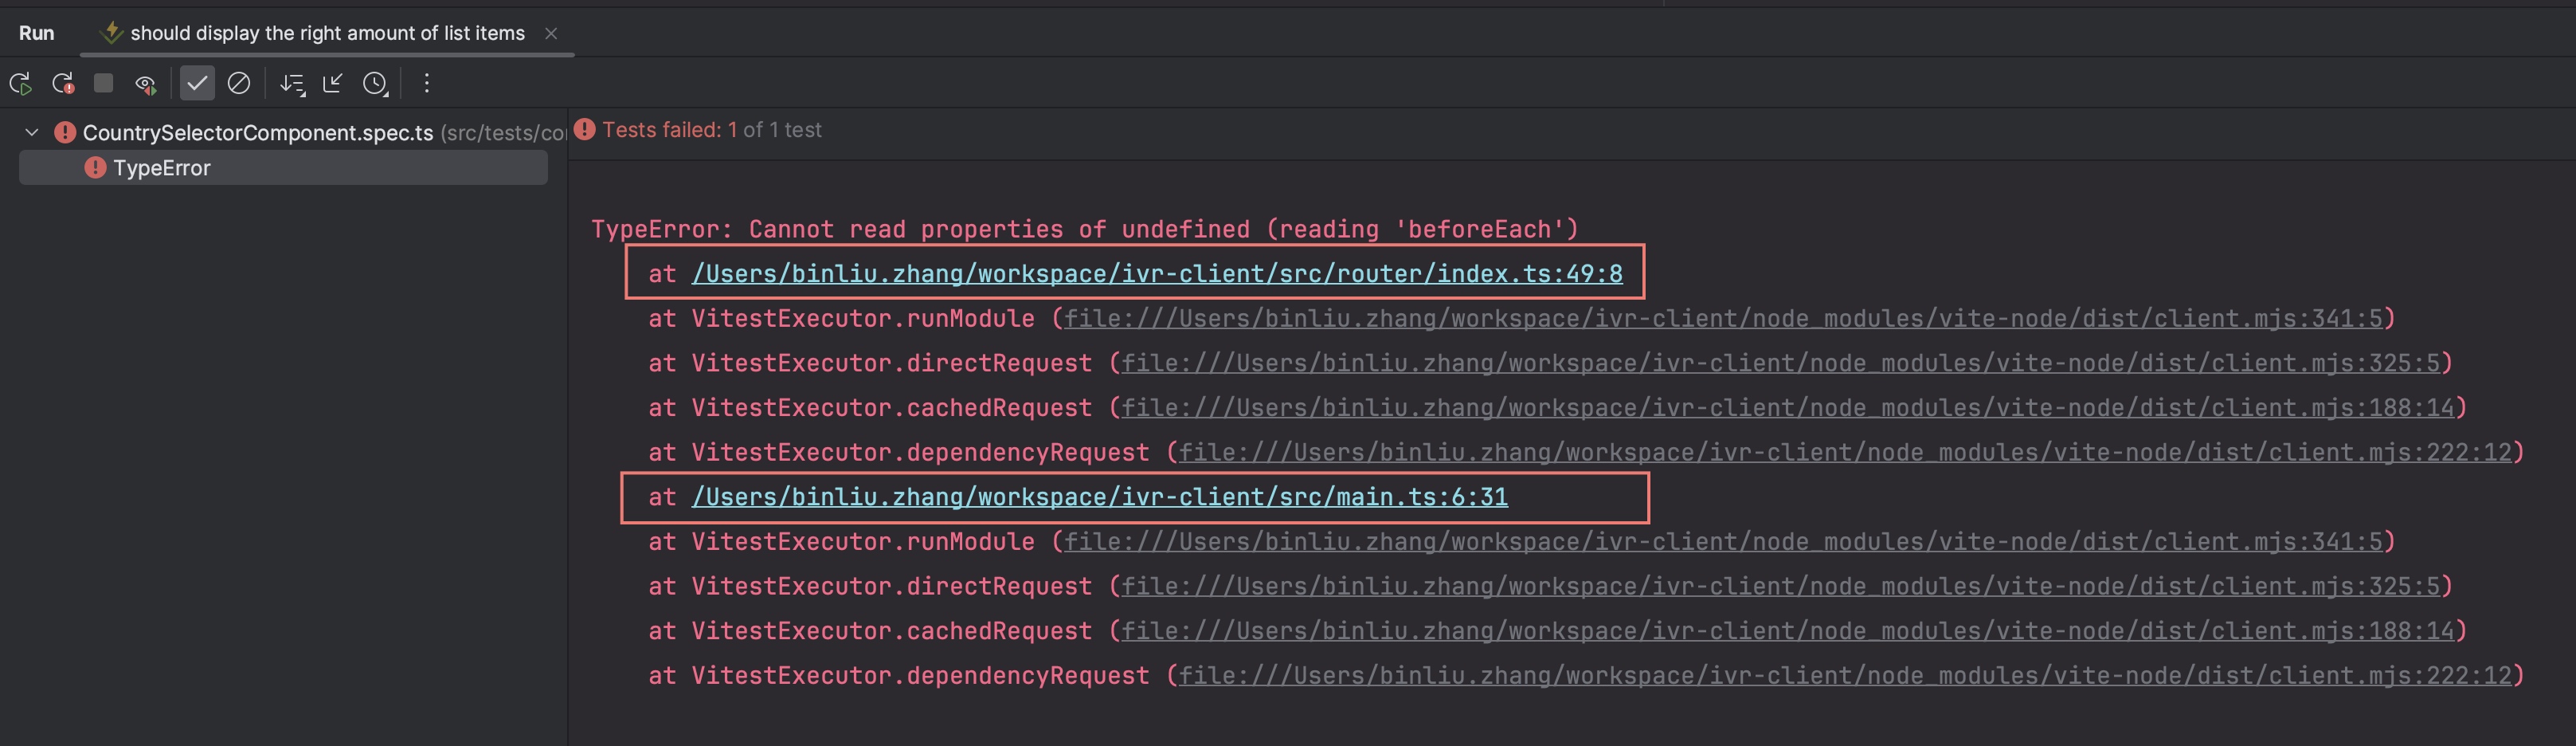 Run should display the right amount of list items
CountrySelectorComponent.spec.ts (src/tests/co
TypeError
Tests failed: 1 of 1 test
TypeError: Cannot read properties of undefined (reading 'beforeEach')
at /Users/binliu.zhang/workspace/ivr-client/src/router/index.ts:49:8
at VitestExecutor.runModule (file:///Users/binliu.zhang/workspace/ivr-client/node_modules/vite-node/dist/client.mjs:341:5)
at VitestExecutor.directRequest (file:///Users/binliu.zhang/workspace/ivr-client/node_modules/vite-node/dist/client.mjs:325:5)
at VitestExecutor.cachedRequest (file:///Users/binliu.zhang/workspace/ivr-client/node_modules/vite-node/dist/client.mjs:188:14)
at VitestExecutor.dependencyRequest (file:///Users/binliu.zhang/workspace/ivr-client/node_modules/vite-node/dist/client.mjs:222:12)
at /Users/binliu.zhang/workspace/ivr-client/src/main.ts:6:31
at VitestExecutor.runModule (file:///Users/binliu.zhang/workspace/ivr-client/node_modules/vite-node/dist/client.mjs:341:5)
at VitestExecutor.directRequest (file:///Users/binliu.zhang/workspace/ivr-client/node_modules/vite-node/dist/client.mjs:325:5)
at VitestExecutor.cachedRequest (file:///Users/binliu.zhang/workspace/ivr-client/node_modules/vite-node/dist/client.mjs:188:14)
at VitestExecutor.dependencyRequest (file:///Users/binliu.zhang/workspace/ivr-client/node_modules/vite-node/dist/client.mjs:222:12)